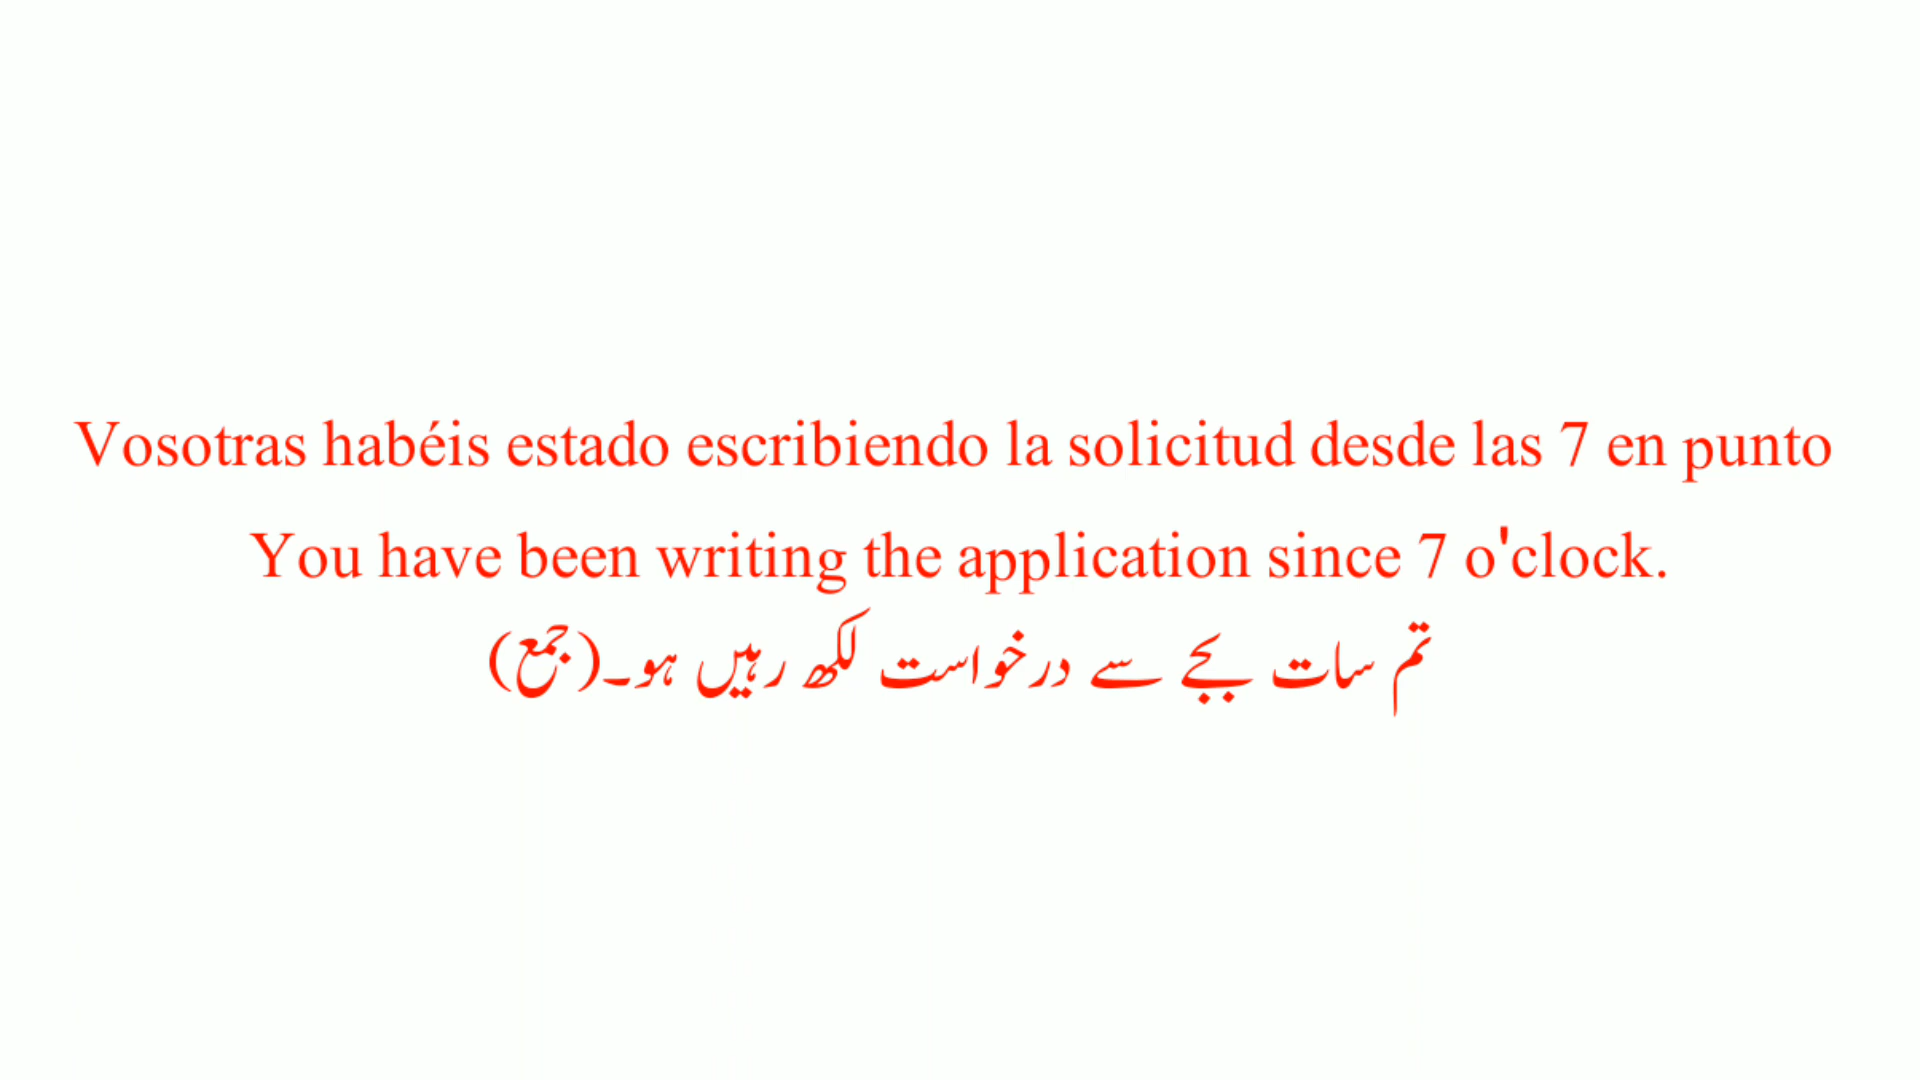 Vosotras habéis estado escribiendo la solicitud desde las 7 en punto
You have been writing the application since 7 o'clock.
تم سات بجے سے درخواست لکھ رہیں ہو۔(جمع)